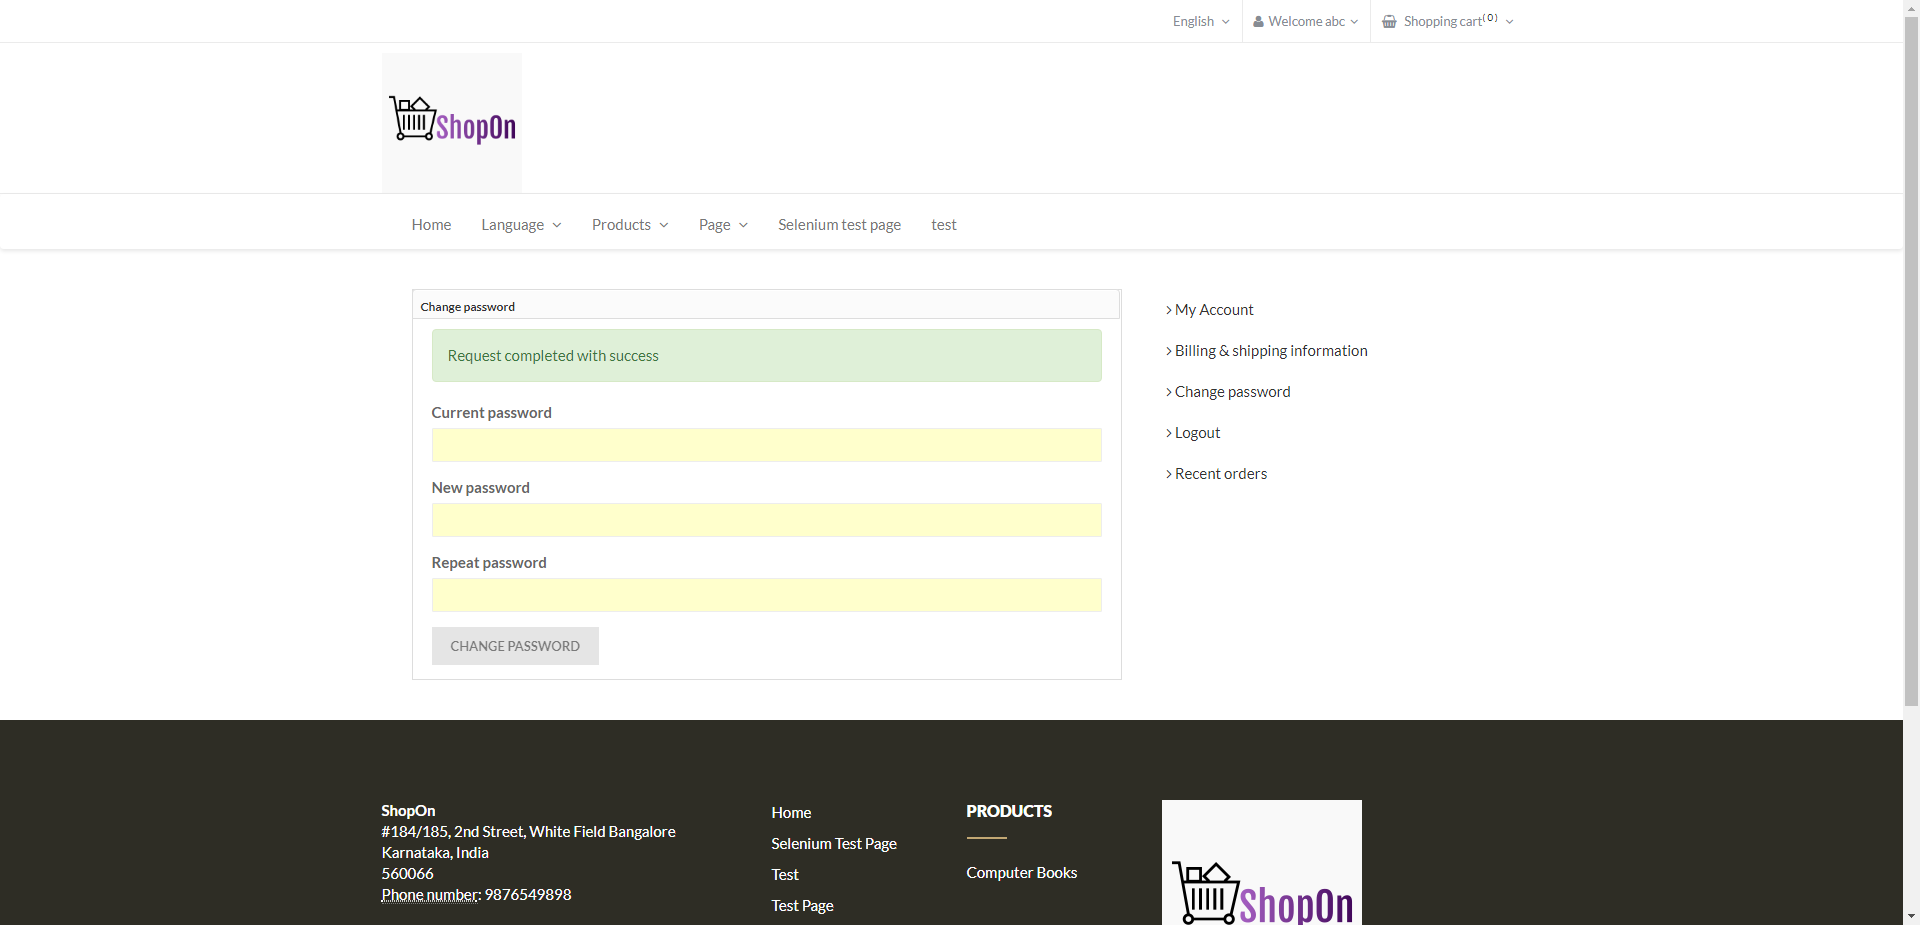 English
Welcome abc
Shopping cart(0)
ShopOn
Home
Language
Products
Page
Selenium test page
test
Change password
Request completed with success
Current password
New password
Repeat password
CHANGE PASSWORD
My Account
Billing & shipping information
Change password
Logout
Recent orders
ShopOn
#184/185, 2nd Street, White Field Bangalore
Karnataka, India
560066
Phone number: 9876549898
Home
Selenium Test Page
Test
Test Page
PRODUCTS
Computer Books
ShopOn